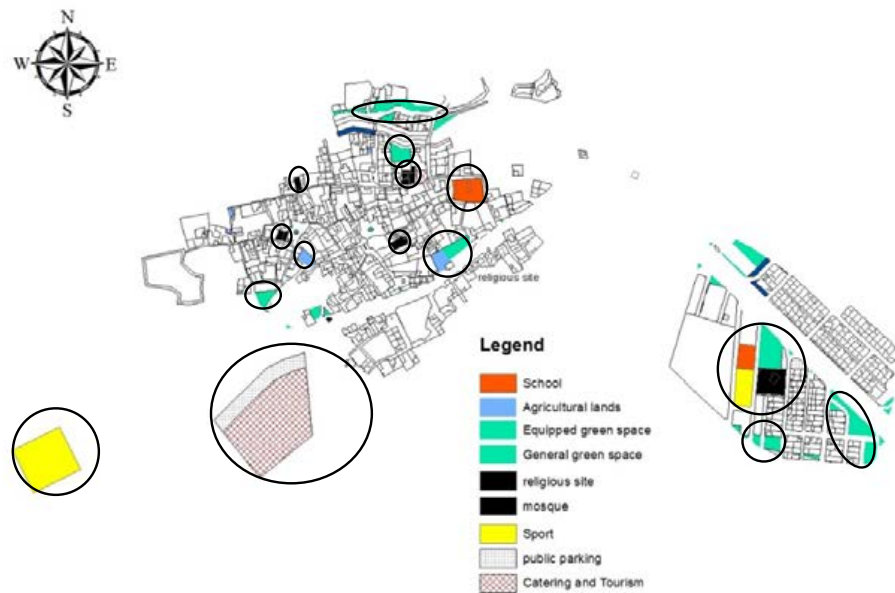 N
W E
S
religious site
Legend
School
Agricultural lands
Equipped green space
General green space
religious site
mosque
Sport
public parking
Catering and Tourism